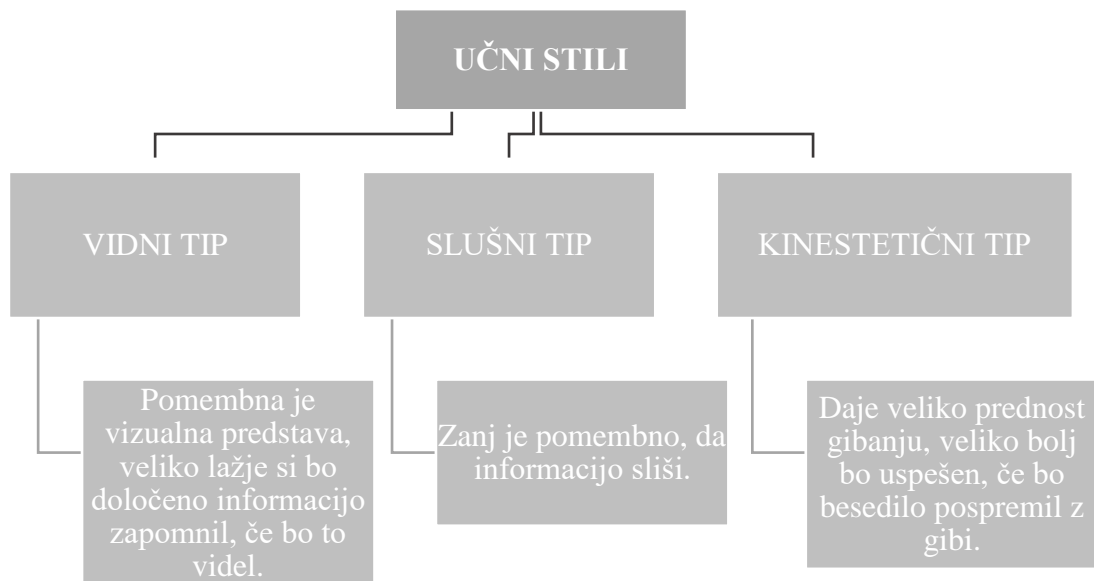 UČNI STILI
VIDNI TIP
SLUŠNI TIP
KINESTETIČNI TIP
Pomembna je
vizualna predstava,
veliko lažje si bo
določeno informacijo
zapomnil, če bo to
videl.
Zanj je pomembno, da
informacijo sliši.
Daje veliko prednost
gibanju, veliko bolj
bo uspešen, če bo
besedilo pospremil z
gibi.